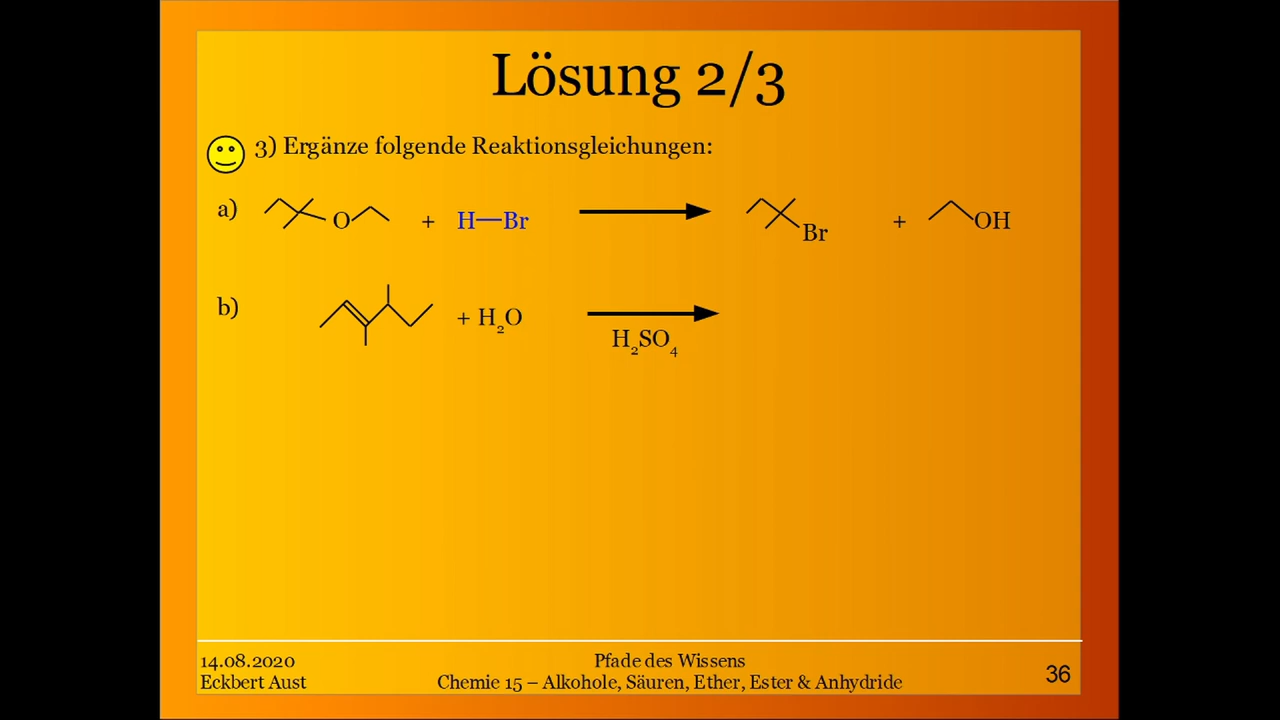 Lösung 2/3
3) Ergänze folgende Reaktionsgleichungen:
a) O + H—Br Br + OH
b) + H₂O
H₂SO₄
14.08.2020
Eckbert Aust
Pfade des Wissens
Chemie 15 – Alkohole, Säuren, Ether, Ester & Anhydride
36